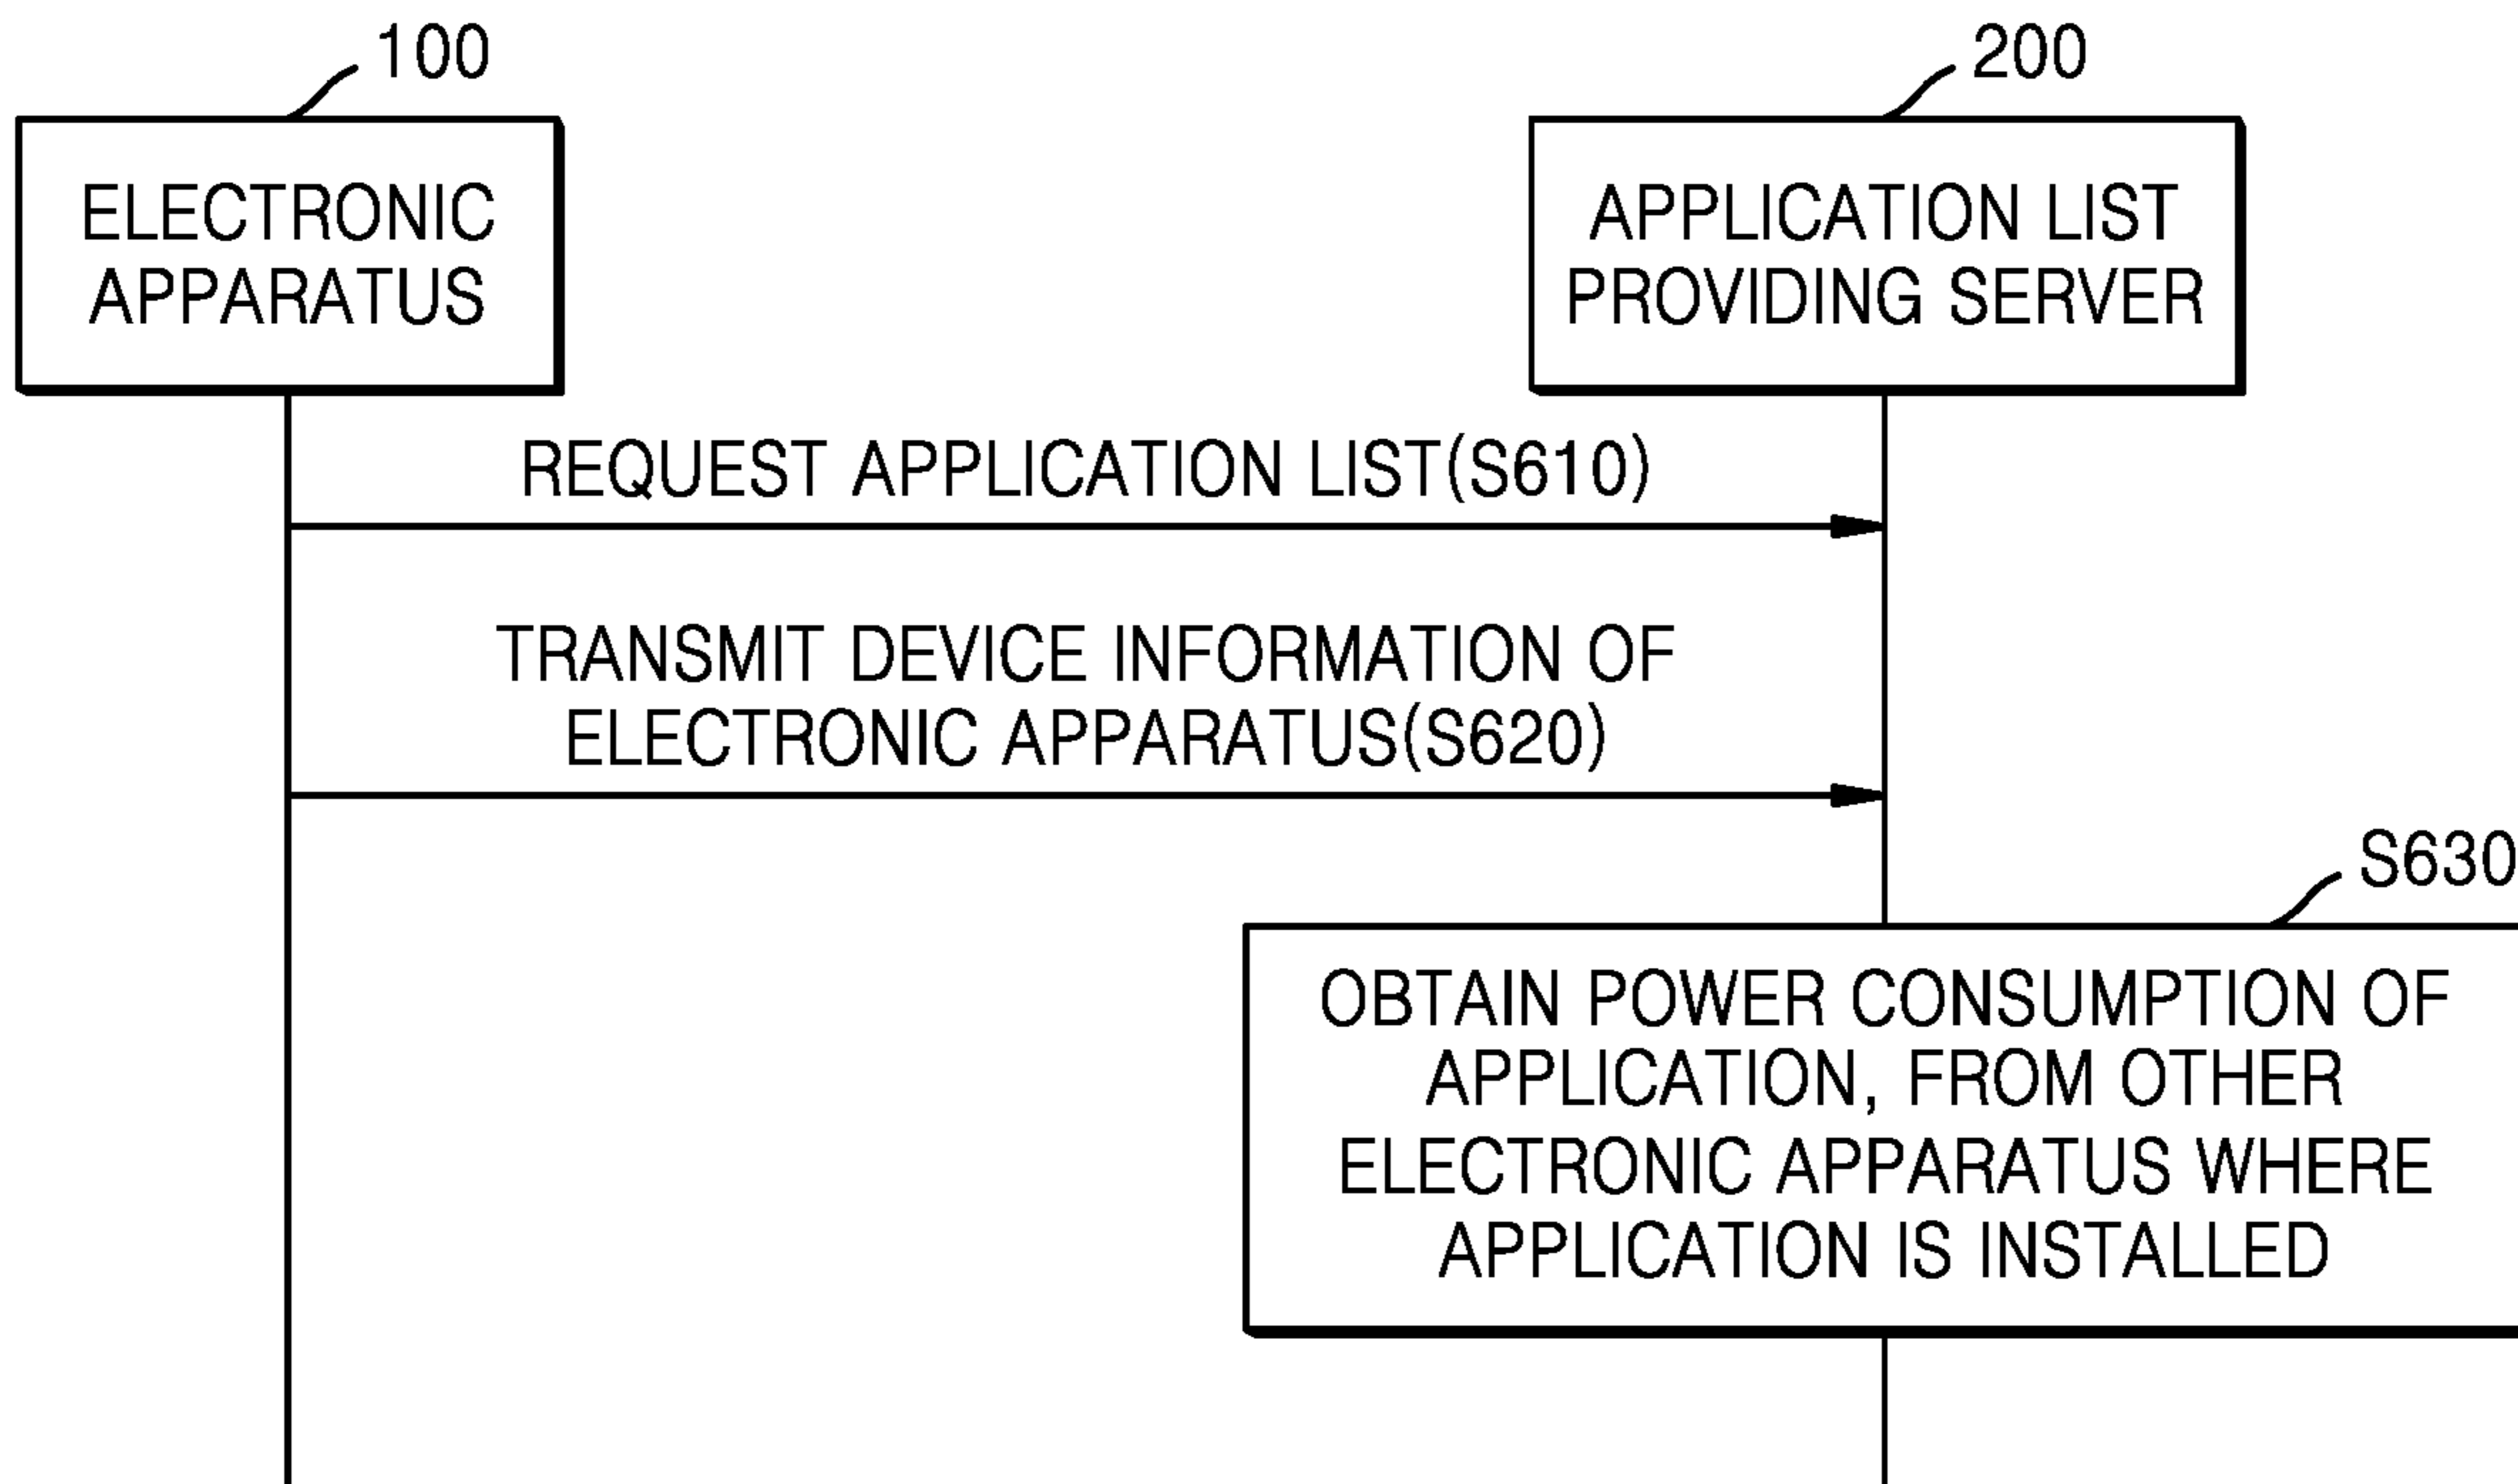 100
200
ELECTRONIC
APPARATUS
APPLICATION LIST
PROVIDING SERVER
REQUEST APPLICATION LIST(S610)
TRANSMIT DEVICE INFORMATION OF
ELECTRONIC APPARATUS(S620)
S630
OBTAIN POWER CONSUMPTION OF
APPLICATION, FROM OTHER
ELECTRONIC APPARATUS WHERE
APPLICATION IS INSTALLED